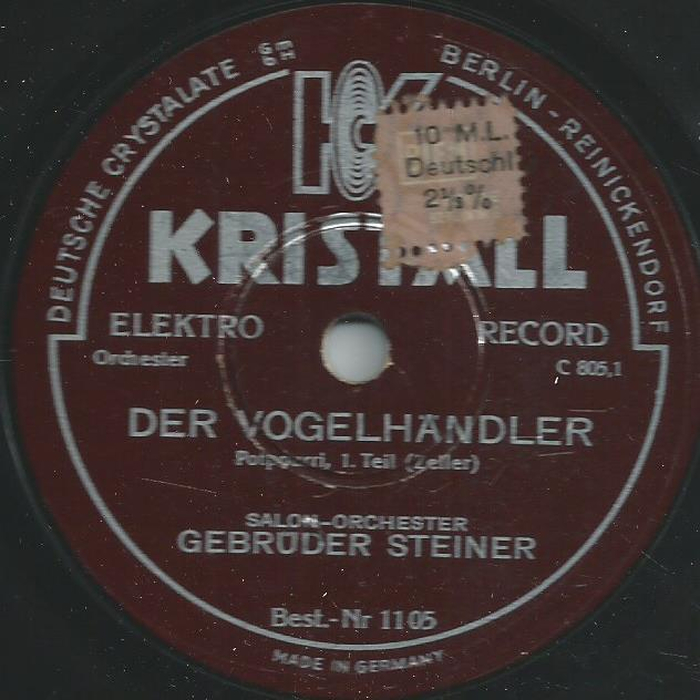 DEUTSCHE CRYSTALATE GMBH BERLIN-REINICKENDORF
10 M.L.
Deutschl
2½%
KRISTALL
ELEKTRO RECORD
Orchester C 805,1
DER VOGELHÄNDLER
Potpourri, 1. Teil (Zeller)
SALON-ORCHESTER
GEBRÜDER STEINER
Best.-Nr 1105
MADE IN GERMANY